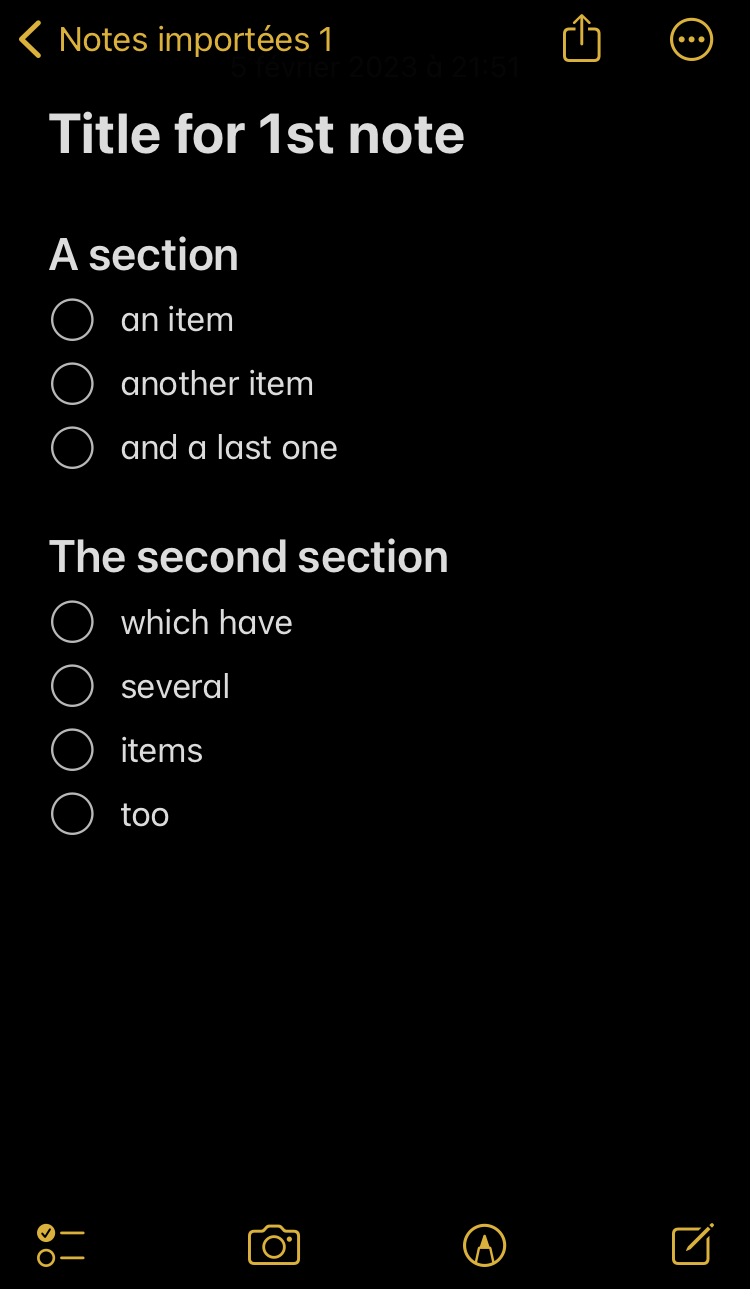 Notes importées 1
5 février 2023 à 21:51
Title for 1st note
A section
an item
another item
and a last one
The second section
which have
several
items
too